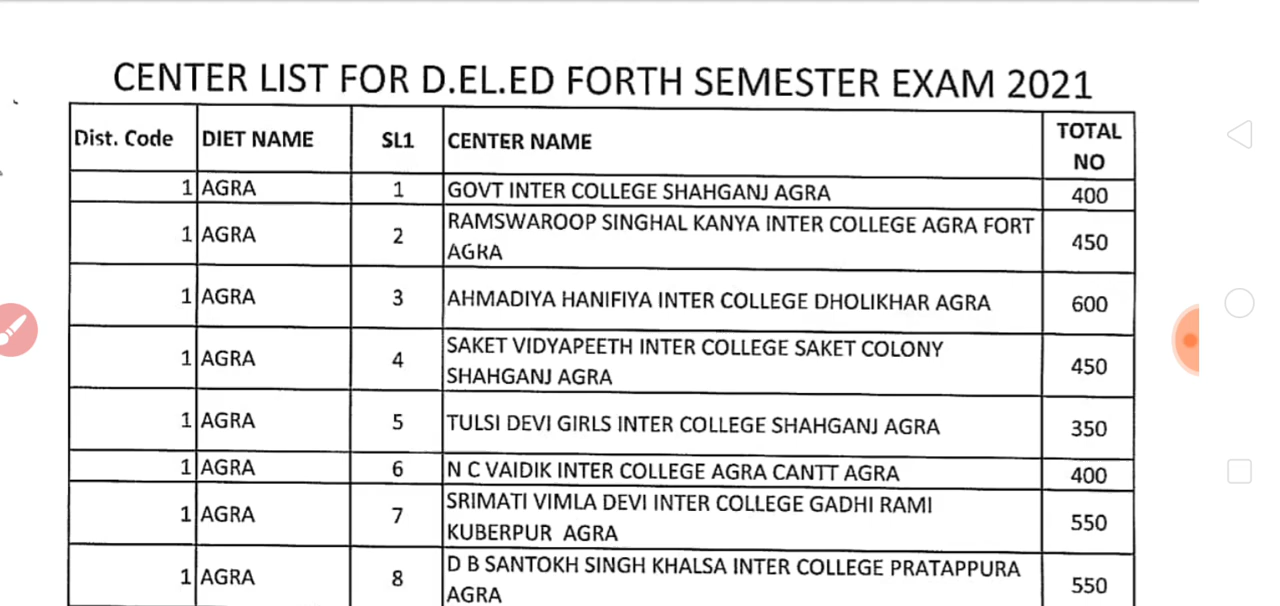 CENTER LIST FOR D.EL.ED FORTH SEMESTER EXAM 2021
Dist. Code DIET NAME SL1 CENTER NAME TOTAL NO
1 AGRA 1 GOVT INTER COLLEGE SHAHGANJ AGRA 400
1 AGRA 2 RAMSWAROOP SINGHAL KANYA INTER COLLEGE AGRA FORT
AGRA 450
1 AGRA 3 AHMADIYA HANIFIYA INTER COLLEGE DHOLIKHAR AGRA 600
1 AGRA 4 SAKET VIDYAPEETH INTER COLLEGE SAKET COLONY
SHAHGANJ AGRA 450
1 AGRA 5 TULSI DEVI GIRLS INTER COLLEGE SHAHGANJ AGRA 350
1 AGRA 6 N C VAIDIK INTER COLLEGE AGRA CANTT AGRA 400
1 AGRA 7 SRIMATI VIMLA DEVI INTER COLLEGE GADHI RAMI
KUBERPUR AGRA 550
1 AGRA 8 D B SANTOKH SINGH KHALSA INTER COLLEGE PRATAPPURA
AGRA 550